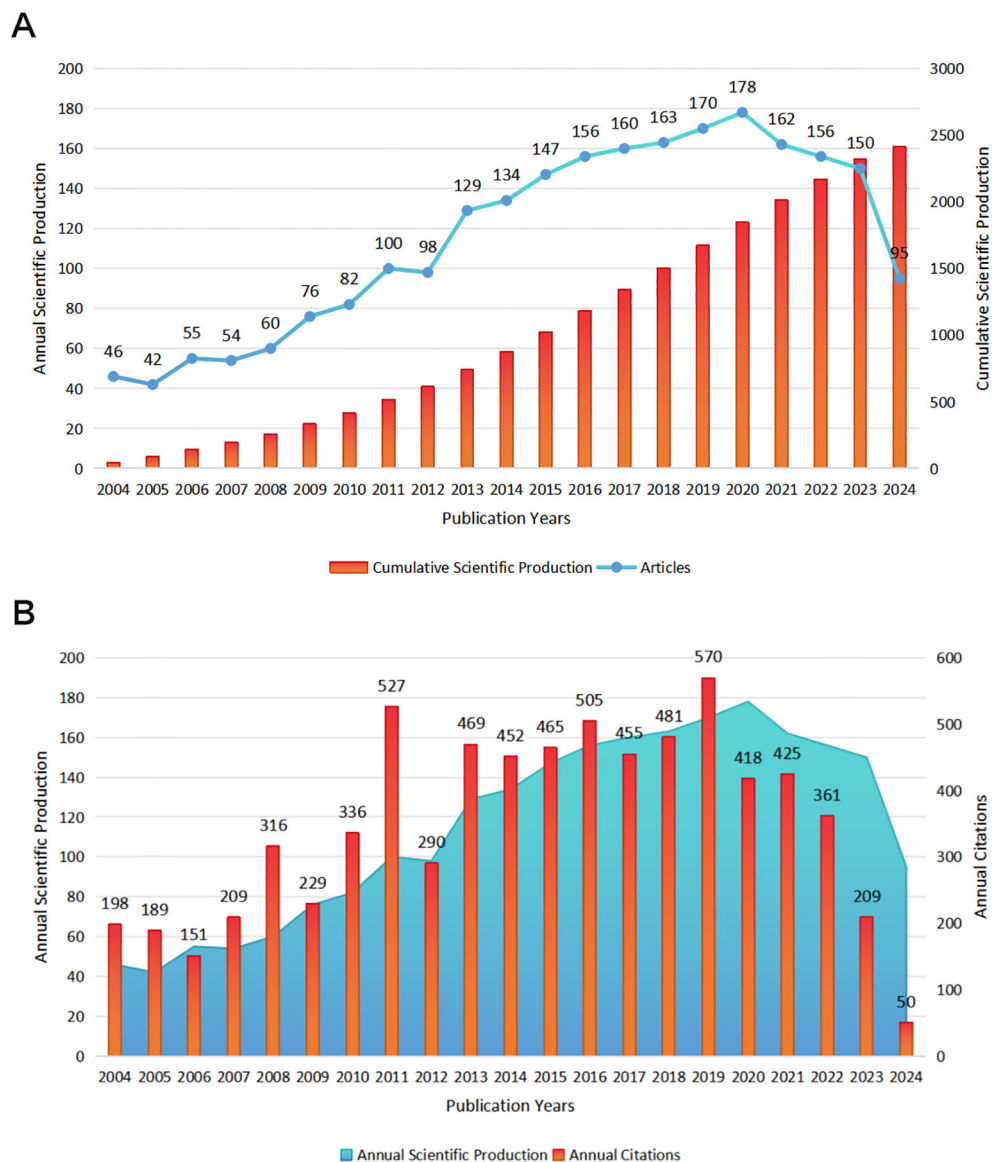 A
200 3000
180 2500
160 2000
140 1500
120 1000
100 500
80 0
60
40
20
0
Annual Scientific Production
Cumulative Scientific Production
46 42 55 54 60 76 82 100 98 129 134 147 156 160 163 170 178 162 156 150 95
2004 2005 2006 2007 2008 2009 2010 2011 2012 2013 2014 2015 2016 2017 2018 2019 2020 2021 2022 2023 2024
Publication Years
Cumulative Scientific Production Articles
B
200 600
180 500
160 400
140 300
120 200
100 100
80 0
60
40
20
0
Annual Scientific Production
Annual Citations
198 189 151 209 316 229 336 527 290 469 452 465 505 455 481 570 418 425 361 209 50
2004 2005 2006 2007 2008 2009 2010 2011 2012 2013 2014 2015 2016 2017 2018 2019 2020 2021 2022 2023 2024
Publication Years
Annual Scientific Production Annual Citations